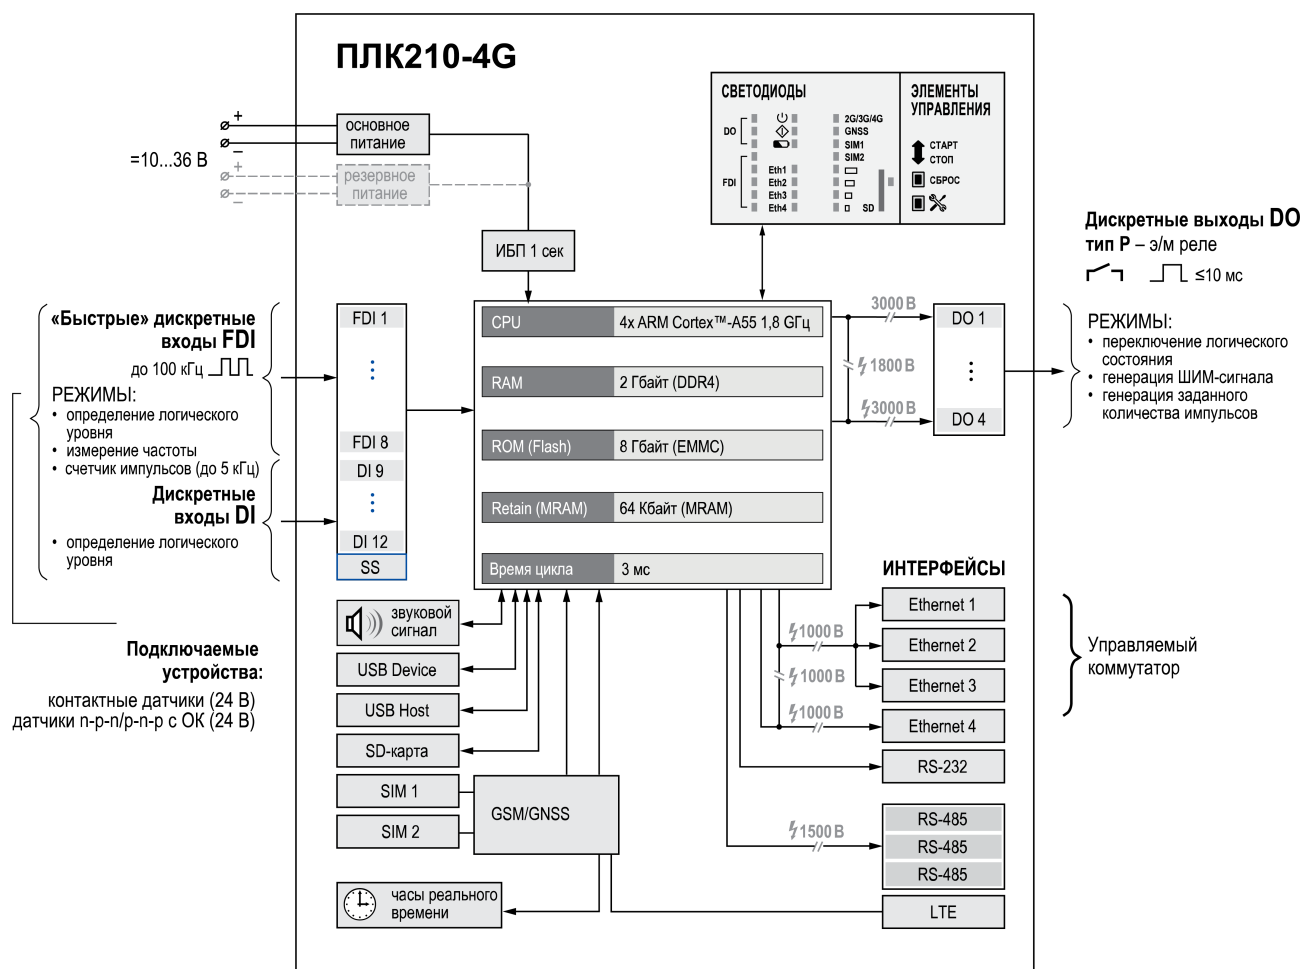 ПЛК210-4G
СВЕТОДИОДЫ
DO
FDI
Eth1
Eth2
Eth3
Eth4
2G/3G/4G
GNSS
SIM1
SIM2
SD
ЭЛЕМЕНТЫ
УПРАВЛЕНИЯ
СТАРТ
СТОП
СБРОС
+
–
=10...36 В
+
–
основное
питание
резервное
питание
ИБП 1 сек
«Быстрые» дискретные
входы FDI
до 100 кГц
РЕЖИМЫ:
• определение логического
уровня
• измерение частоты
• счетчик импульсов (до 5 кГц)
Дискретные
входы DI
• определение логического
уровня
Подключаемые
устройства:
контактные датчики (24 В)
датчики n-p-n/p-n-p с ОК (24 В)
FDI 1
FDI 8
DI 9
DI 12
SS
CPU
4x ARM Cortex™-A55 1,8 ГГц
RAM
2 Гбайт (DDR4)
ROM (Flash)
8 Гбайт (EMMC)
Retain (MRAM)
64 Кбайт (MRAM)
Время цикла
3 мс
3000 В
1800 В
3000 В
DO 1
DO 4
Дискретные выходы DO
тип Р – э/м реле
≤10 мс
РЕЖИМЫ:
• переключение логического
состояния
• генерация ШИМ-сигнала
• генерация заданного
количества импульсов
звуковой
сигнал
USB Device
USB Host
SD-карта
SIM 1
SIM 2
GSM/GNSS
часы реального
времени
ИНТЕРФЕЙСЫ
1000 В
1000 В
1000 В
1500 В
Ethernet 1
Ethernet 2
Ethernet 3
Ethernet 4
RS-232
RS-485
RS-485
RS-485
LTE
Управляемый
коммутатор